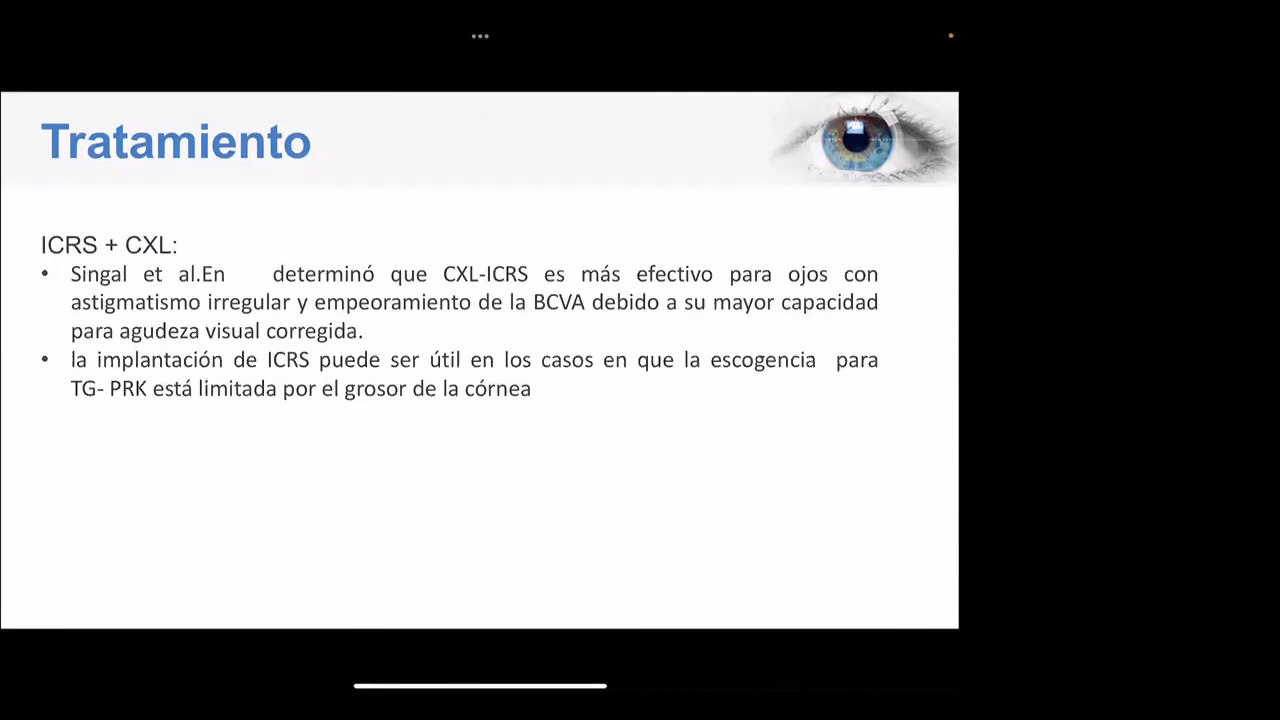 Tratamiento
ICRS + CXL:
• Singal et al.En determinó que CXL-ICRS es más efectivo para ojos con
astigmatismo irregular y empeoramiento de la BCVA debido a su mayor capacidad
para agudeza visual corregida.
• la implantación de ICRS puede ser útil en los casos en que la escogencia para
TG- PRK está limitada por el grosor de la córnea